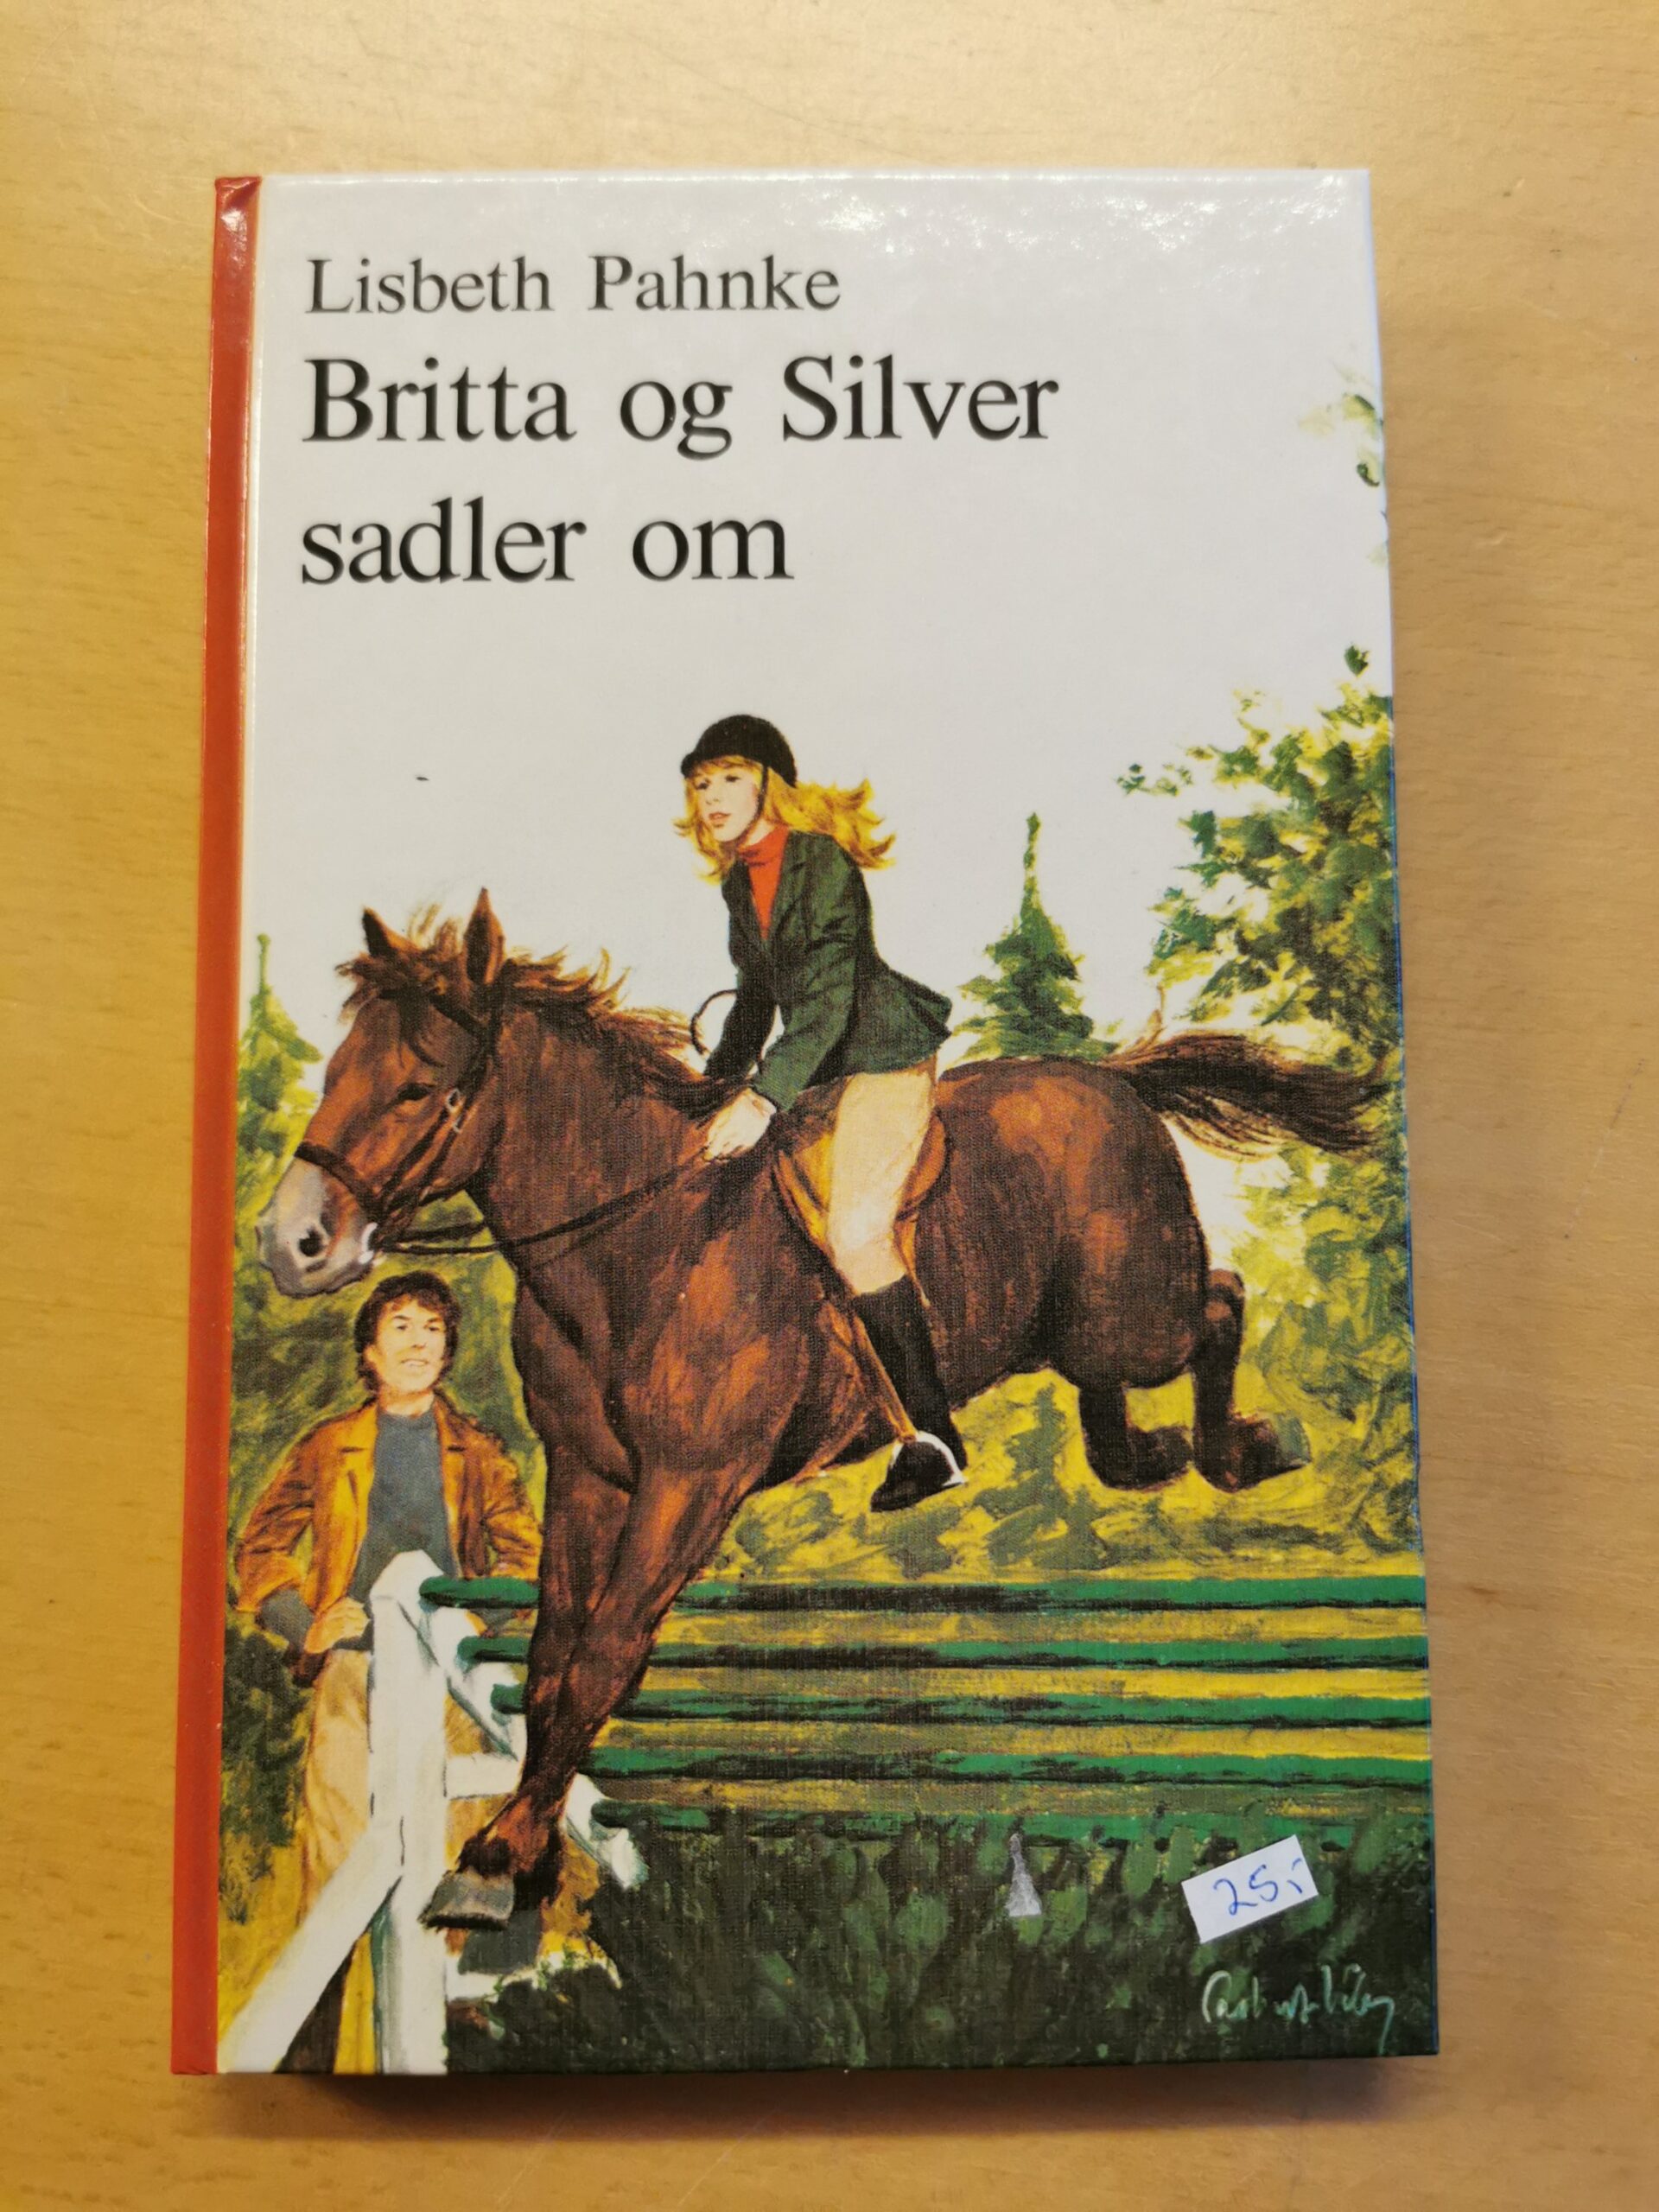 Lisbeth Pahnke
Britta og Silver
sadler om
25,-